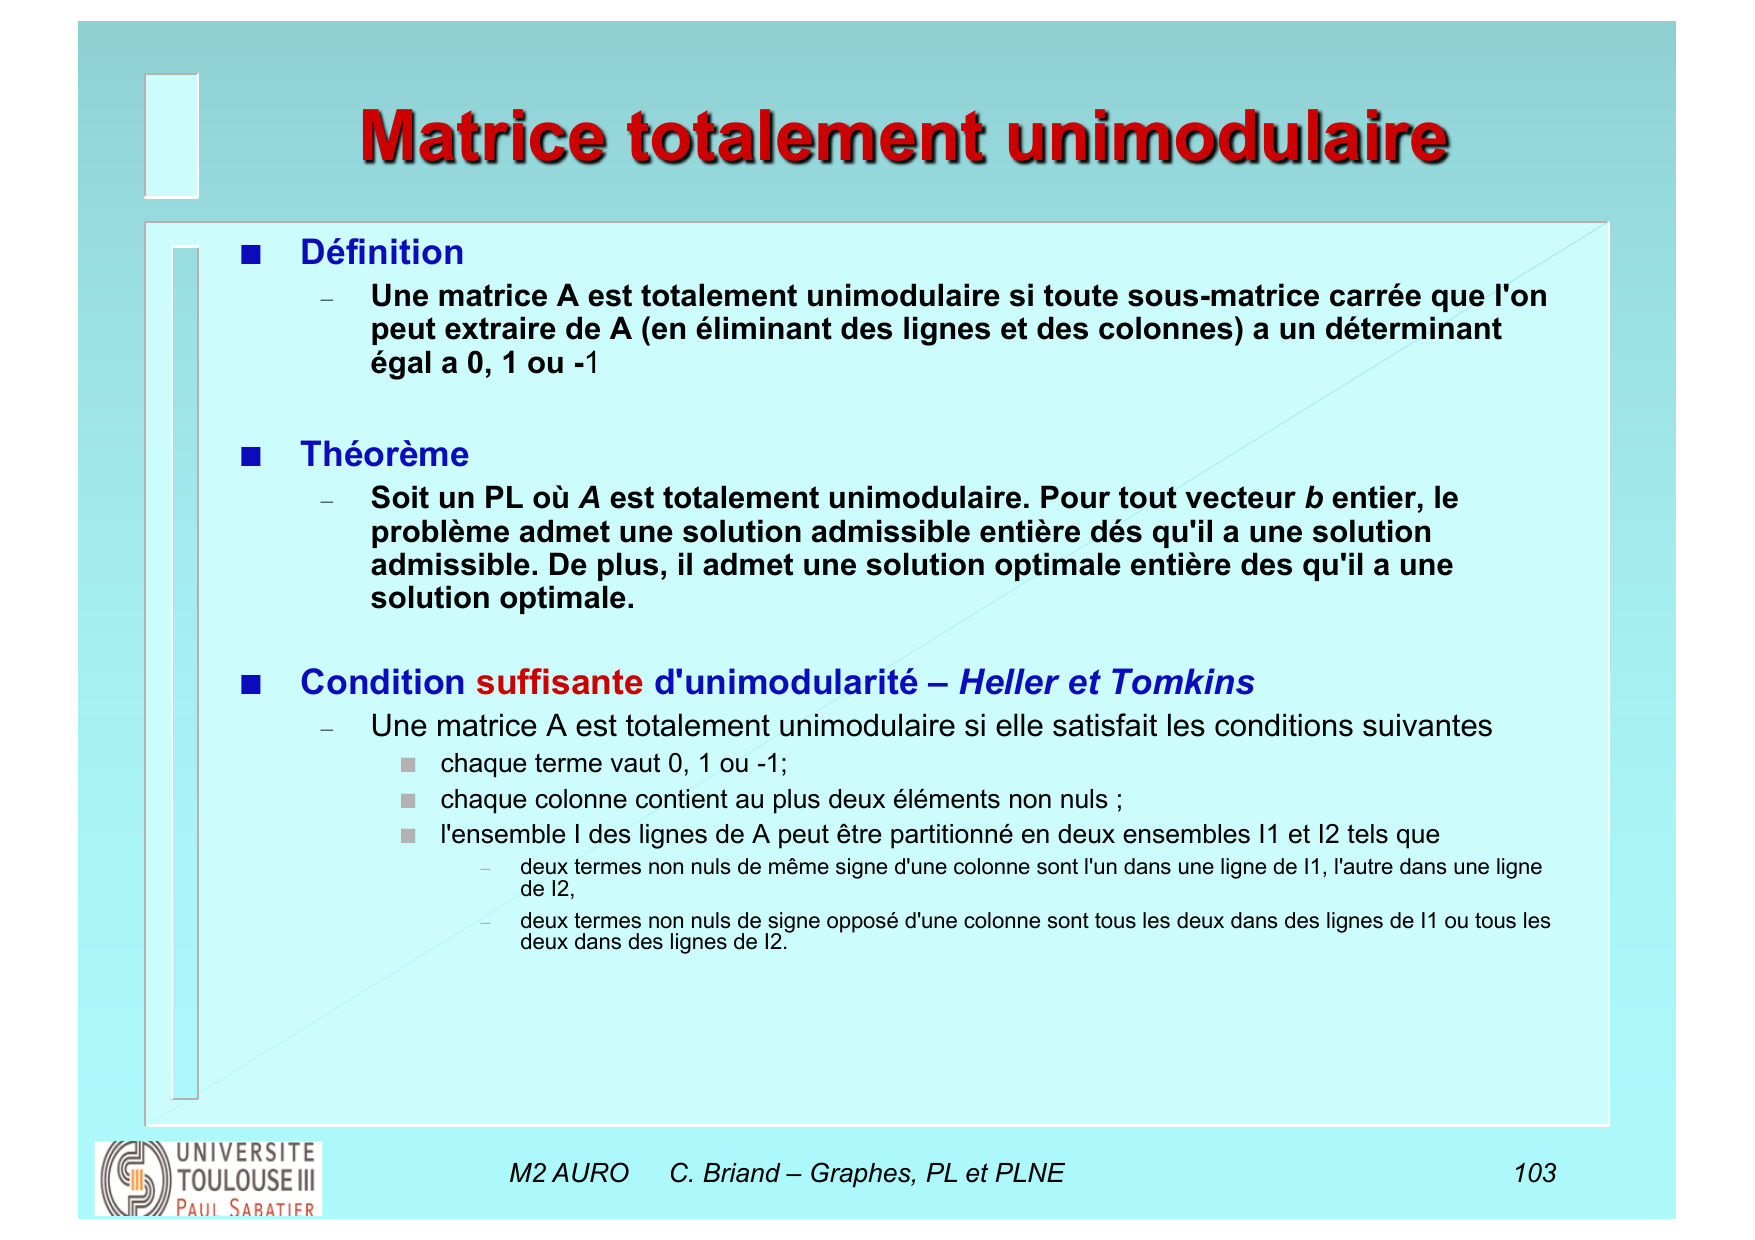 Matrice totalement unimodulaire
■ Définition
– Une matrice A est totalement unimodulaire si toute sous-matrice carrée que l'on
peut extraire de A (en éliminant des lignes et des colonnes) a un déterminant
égal a 0, 1 ou -1
■ Théorème
– Soit un PL où A est totalement unimodulaire. Pour tout vecteur b entier, le
problème admet une solution admissible entière dés qu'il a une solution
admissible. De plus, il admet une solution optimale entière des qu'il a une
solution optimale.
■ Condition suffisante d'unimodularité – Heller et Tomkins
– Une matrice A est totalement unimodulaire si elle satisfait les conditions suivantes
■ chaque terme vaut 0, 1 ou -1;
■ chaque colonne contient au plus deux éléments non nuls ;
■ l'ensemble I des lignes de A peut être partitionné en deux ensembles I1 et I2 tels que
– deux termes non nuls de même signe d'une colonne sont l'un dans une ligne de I1, l'autre dans une ligne
de I2,
– deux termes non nuls de signe opposé d'une colonne sont tous les deux dans des lignes de I1 ou tous les
deux dans des lignes de I2.
UNIVERSITE
TOULOUSE III
PAUL SABATIER
M2 AURO C. Briand – Graphes, PL et PLNE
103